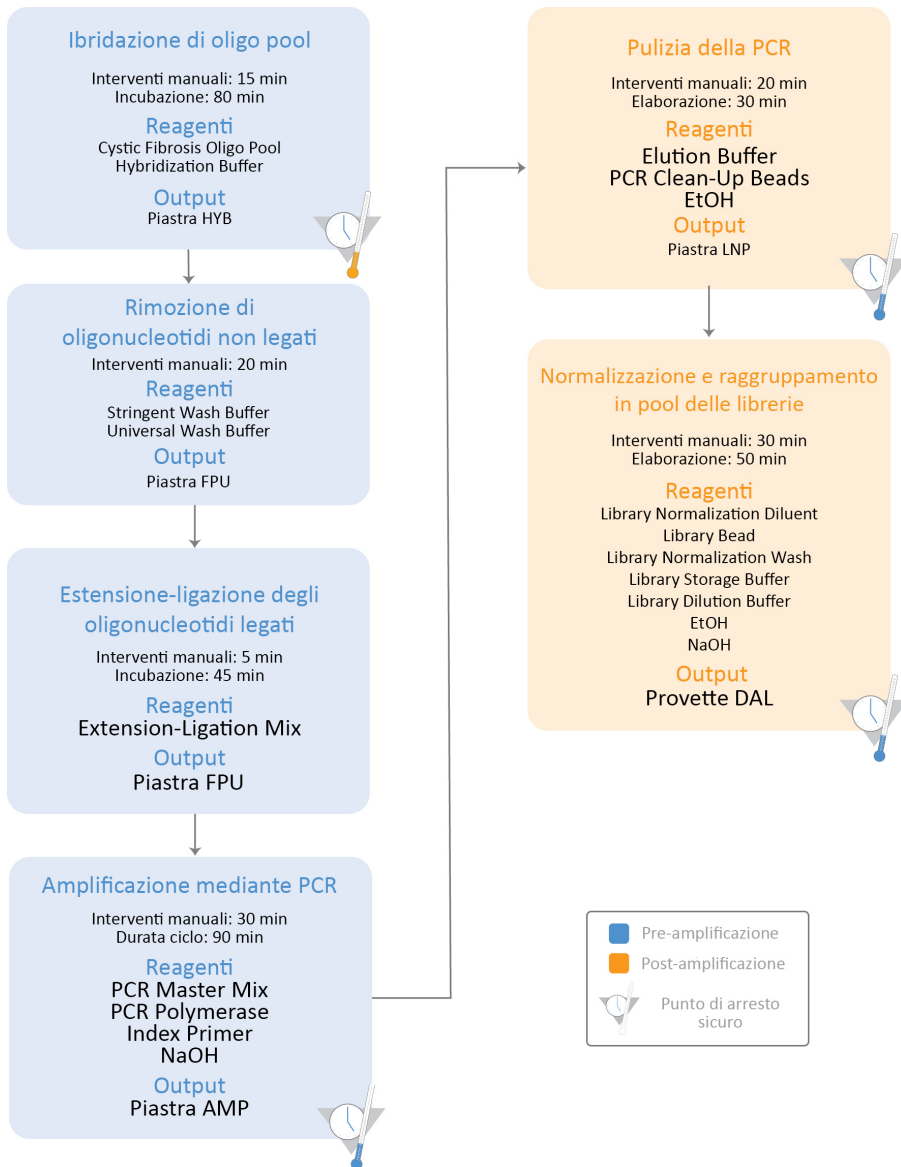 Ibridazione di oligo pool
Interventi manuali: 15 min
Incubazione: 80 min
Reagenti
Cystic Fibrosis Oligo Pool
Hybridization Buffer
Output
Piastra HYB
Rimozione di
oligonucleotidi non legati
Interventi manuali: 20 min
Reagenti
Stringent Wash Buffer
Universal Wash Buffer
Output
Piastra FPU
Estensione-ligazione degli
oligonucleotidi legati
Interventi manuali: 5 min
Incubazione: 45 min
Reagenti
Extension-Ligation Mix
Output
Piastra FPU
Amplificazione mediante PCR
Interventi manuali: 30 min
Durata ciclo: 90 min
Reagenti
PCR Master Mix
PCR Polymerase
Index Primer
NaOH
Output
Piastra AMP
Pulizia della PCR
Interventi manuali: 20 min
Elaborazione: 30 min
Reagenti
Elution Buffer
PCR Clean-Up Beads
EtOH
Output
Piastra LNP
Normalizzazione e raggruppamento
in pool delle librerie
Interventi manuali: 30 min
Elaborazione: 50 min
Reagenti
Library Normalization Diluent
Library Bead
Library Normalization Wash
Library Storage Buffer
Library Dilution Buffer
EtOH
NaOH
Output
Provette DAL
Pre-amplificazione
Post-amplificazione
Punto di arresto
sicuro